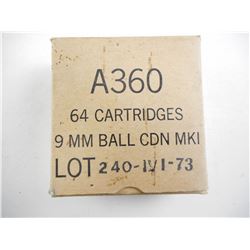 A360
64 CARTRIDGES
9 MM BALL CDN MKI
LOT 240-IVI-73